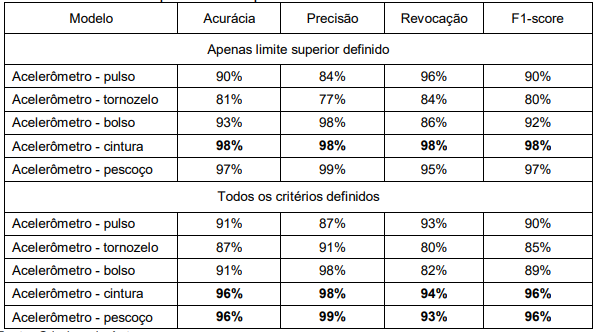 Modelo Acurácia Precisão Revocação F1-score
Apenas limite superior definido
Acelerômetro - pulso 90% 84% 96% 90%
Acelerômetro - tornozelo 81% 77% 84% 80%
Acelerômetro - bolso 93% 98% 86% 92%
Acelerômetro - cintura 98% 98% 98% 98%
Acelerômetro - pescoço 97% 99% 95% 97%
Todos os critérios definidos
Acelerômetro - pulso 91% 87% 93% 90%
Acelerômetro - tornozelo 87% 91% 80% 85%
Acelerômetro - bolso 91% 98% 82% 89%
Acelerômetro - cintura 96% 98% 94% 96%
Acelerômetro - pescoço 96% 99% 93% 96%